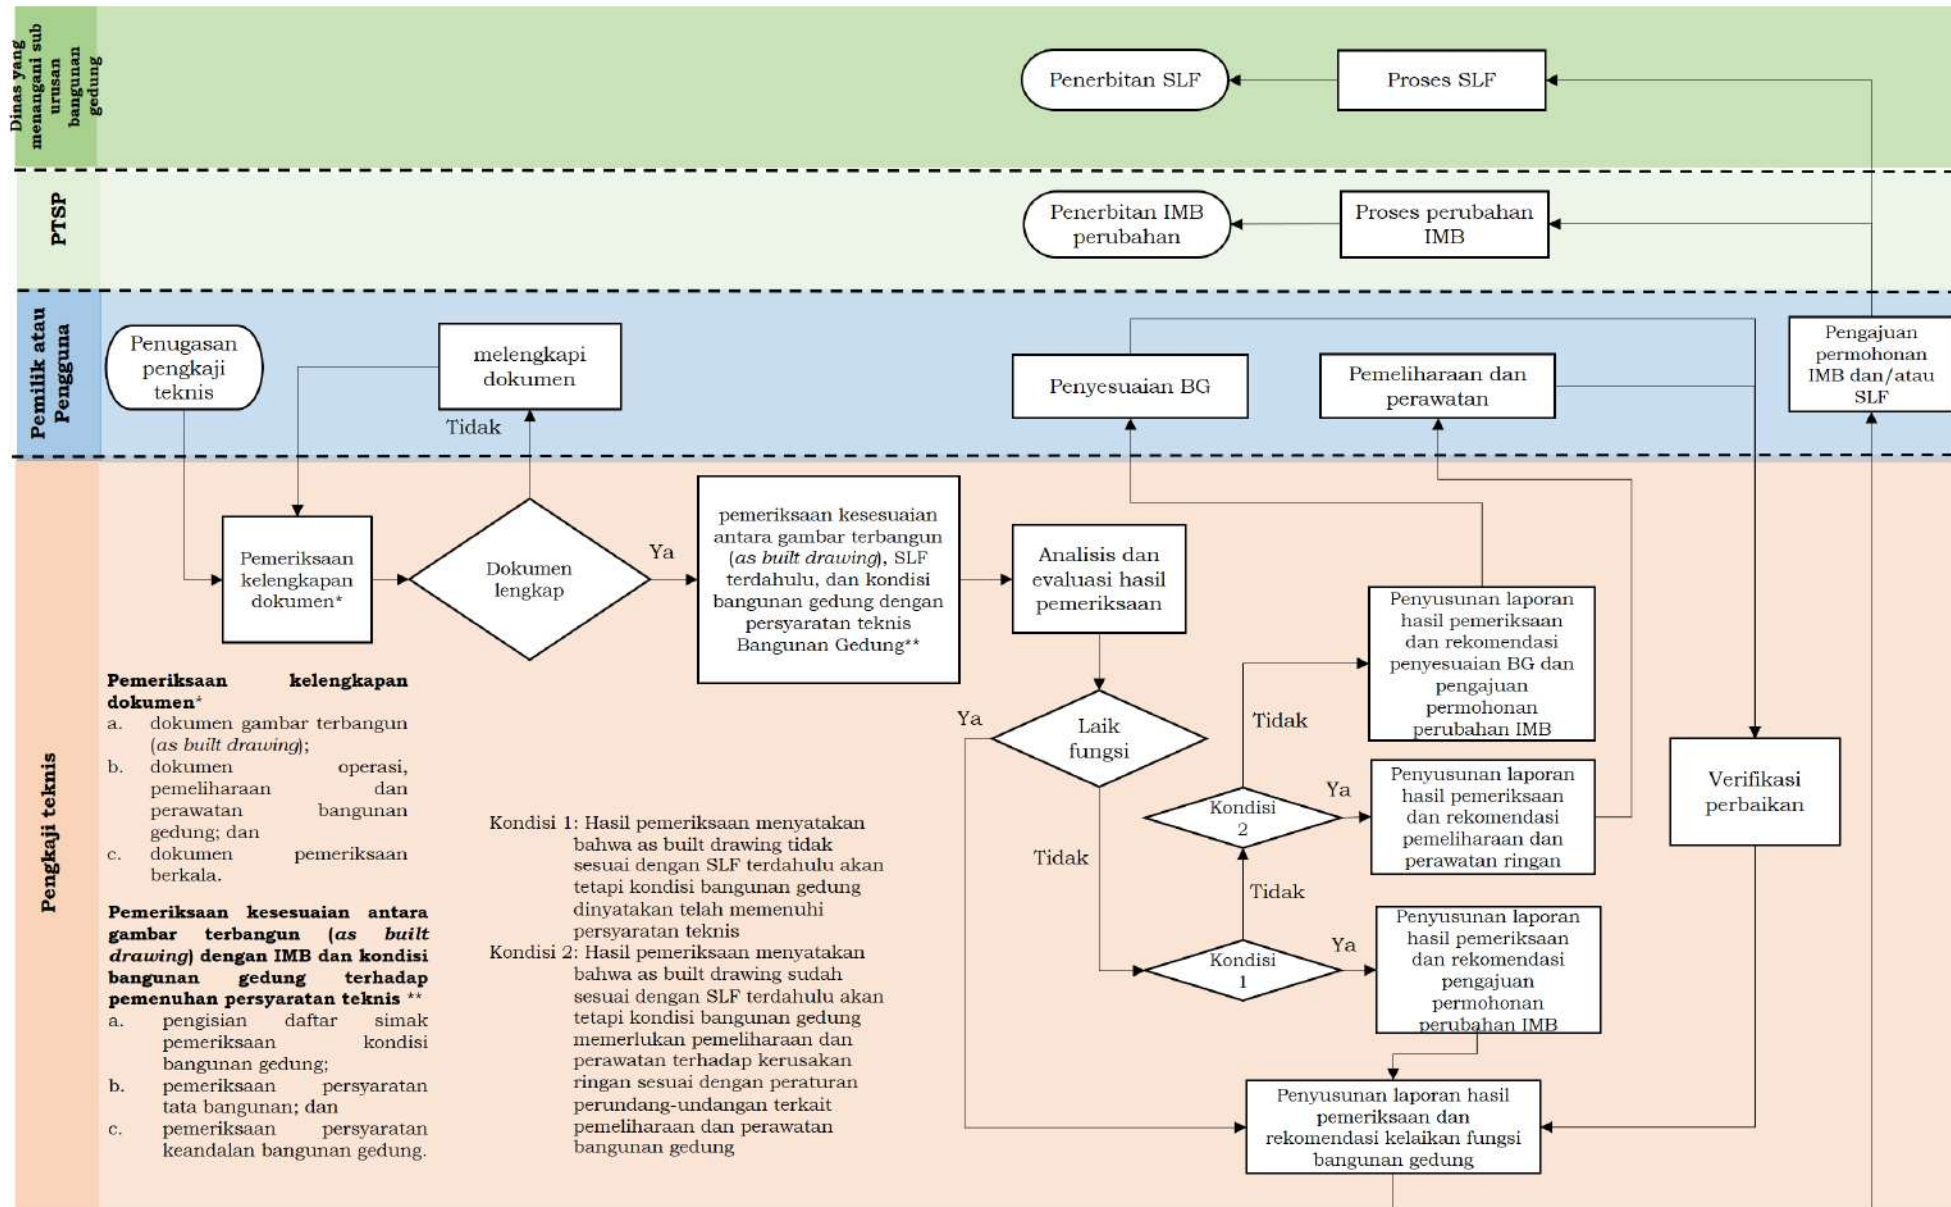 Dinas yang
menangani sub
urusan
bangunan
gedung
Penerbitan SLF
Proses SLF
PTSP
Penerbitan IMB
perubahan
Proses perubahan
IMB
Pemilik atau
Pengguna
Penugasan
pengkaji
teknis
melengkapi
dokumen
Tidak
Penyesuaian BG
Pemeliharaan dan
perawatan
Pengajuan
permohonan
IMB dan/atau
SLF
Pengkaji teknis
Pemeriksaan
kelengkapan
dokumen*
Dokumen
lengkap
Ya
pemeriksaan kesesuaian
antara gambar terbangun
(as built drawing), SLF
terdahulu, dan kondisi
bangunan gedung dengan
persyaratan teknis
Bangunan Gedung**
Analisis dan
evaluasi hasil
pemeriksaan
Laik
fungsi
Ya
Tidak
Kondisi
1
Ya
Tidak
Kondisi
2
Ya
Tidak
Penyusunan laporan
hasil pemeriksaan
dan rekomendasi
penyesuaian BG dan
pengajuan
permohonan
perubahan IMB
Penyusunan laporan
hasil pemeriksaan
dan rekomendasi
pemeliharaan dan
perawatan ringan
Penyusunan laporan
hasil pemeriksaan
dan rekomendasi
pengajuan
permohonan
perubahan IMB
Verifikasi
perbaikan
Penyusunan laporan hasil
pemeriksaan dan
rekomendasi kelaikan fungsi
bangunan gedung
Pemeriksaan kelengkapan
dokumen*
a. dokumen gambar terbangun
(as built drawing);
b. dokumen operasi,
pemeliharaan dan
perawatan bangunan
gedung; dan
c. dokumen pemeriksaan
berkala.
Pemeriksaan kesesuaian antara
gambar terbangun (as built
drawing) dengan IMB dan kondisi
bangunan gedung terhadap
pemenuhan persyaratan teknis **
a. pengisian daftar simak
pemeriksaan kondisi
bangunan gedung;
b. pemeriksaan persyaratan
tata bangunan; dan
c. pemeriksaan persyaratan
keandalan bangunan gedung.
Kondisi 1: Hasil pemeriksaan menyatakan
bahwa as built drawing tidak
sesuai dengan SLF terdahulu akan
tetapi kondisi bangunan gedung
dinyatakan telah memenuhi
persyaratan teknis
Kondisi 2: Hasil pemeriksaan menyatakan
bahwa as built drawing sudah
sesuai dengan SLF terdahulu akan
tetapi kondisi bangunan gedung
memerlukan pemeliharaan dan
perawatan terhadap kerusakan
ringan sesuai dengan peraturan
perundang-undangan terkait
pemeliharaan dan perawatan
bangunan gedung